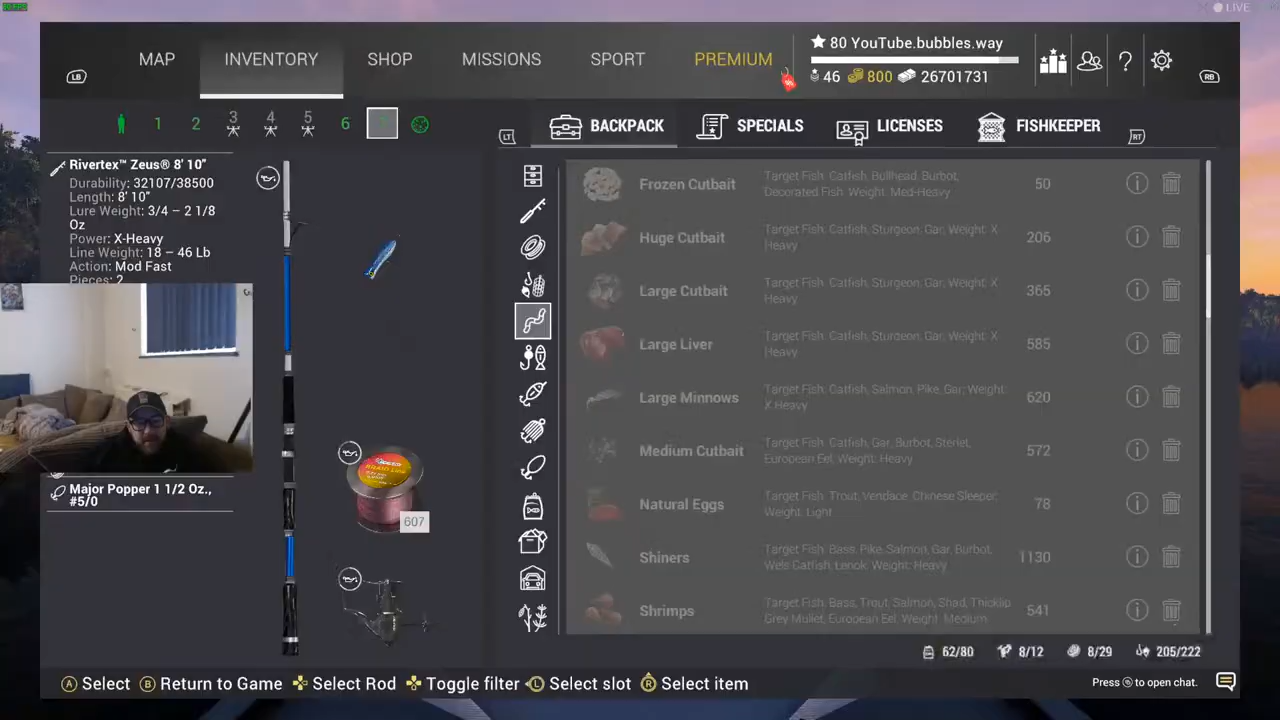 LIVE
MAP
INVENTORY
SHOP
MISSIONS
SPORT
PREMIUM
80 YouTube.bubbles.way
46 800 26701731
LB
RB
1 2 3 4 5 6
LT
BACKPACK
SPECIALS
LICENSES
FISHKEEPER
RT
Rivertex™ Zeus® 8' 10"
Durability: 32107/38500
Length: 8' 10"
Lure Weight: 3/4 – 2 1/8
Oz
Power: X-Heavy
Line Weight: 18 – 46 Lb
Action: Mod Fast
Pieces: 2
Major Popper 1 1/2 Oz.,
#5/0
607
Frozen Cutbait
Target Fish: Catfish, Bullhead, Burbot,
Decorated Fish. Weight: Med-Heavy
50
Huge Cutbait
Target Fish: Catfish, Sturgeon, Gar; Weight: X
Heavy
206
Large Cutbait
Target Fish: Catfish, Sturgeon, Gar; Weight: X
Heavy
365
Large Liver
Target Fish: Catfish, Sturgeon, Gar; Weight: X
Heavy
585
Large Minnows
Target Fish: Catfish, Salmon, Pike, Gar; Weight:
X Heavy
620
Medium Cutbait
Target Fish: Catfish, Gar, Burbot, Sterlet,
European Eel, Weight: Heavy
572
Natural Eggs
Target Fish: Trout, Vendace, Chinese Sleeper;
Weight: Light
78
Shiners
Target Fish: Bass, Pike, Salmon, Gar, Burbot,
Wels Catfish, Lenok. Weight: Heavy
1130
Shrimps
Target Fish: Bass, Trout, Salmon, Shad, Thicklip
Grey Mullet, European Eel, Weight: Medium
541
62/80 8/12 8/29 205/222
A Select B Return to Game Select Rod Toggle filter L Select slot R Select item
Press to open chat.